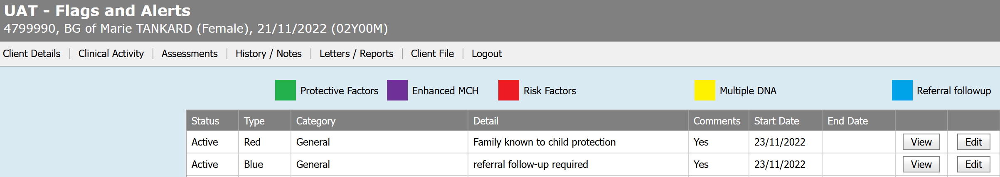 UAT - Flags and Alerts
4799990, BG of Marie TANKARD (Female), 21/11/2022 (02Y00M)
Client Details Clinical Activity Assessments History / Notes Letters / Reports Client File Logout
Protective Factors Enhanced MCH Risk Factors Multiple DNA Referral followup
Status Type Category Detail Comments Start Date End Date
Active Red General Family known to child protection Yes 23/11/2022 View Edit
Active Blue General referral follow-up required Yes 23/11/2022 View Edit